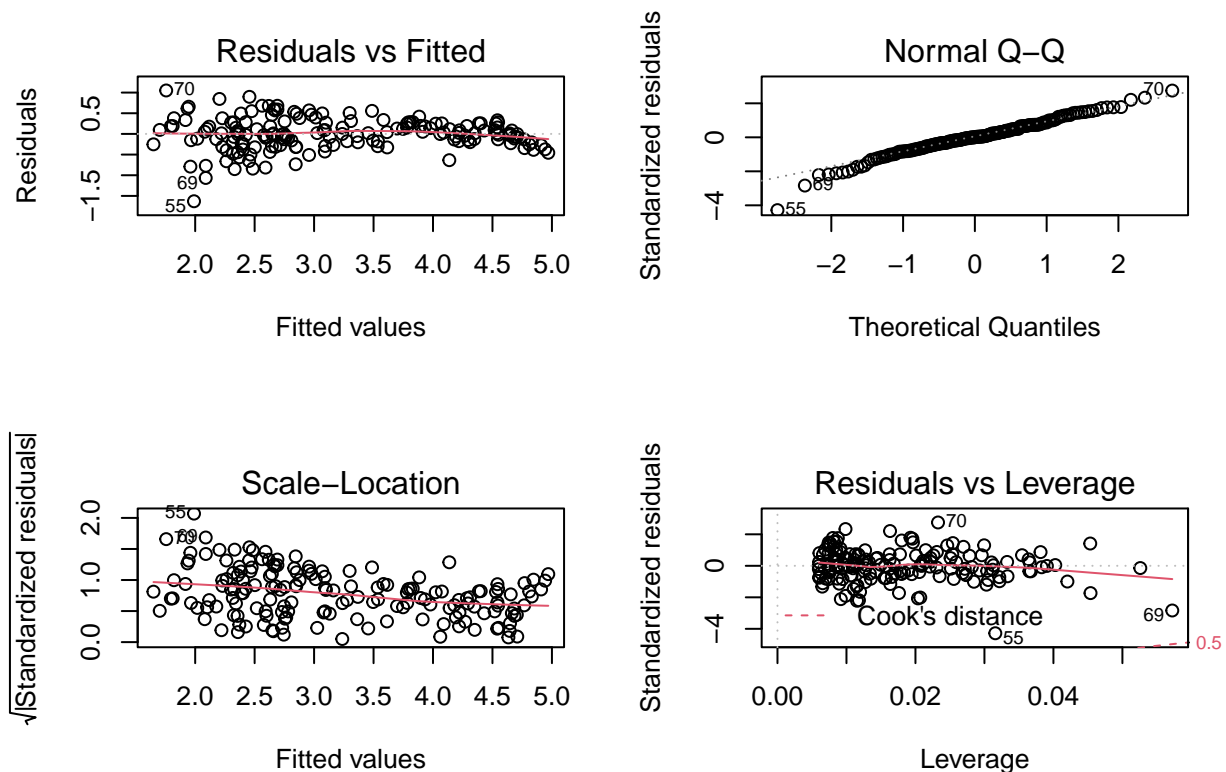 Residuals vs Fitted
Residuals
−1.5
0.5
70
69
55
2.0 2.5 3.0 3.5 4.0 4.5 5.0
Fitted values
Normal Q−Q
Standardized residuals
−4
0
70
69
55
−2 −1 0 1 2
Theoretical Quantiles
Scale−Location
√|Standardized residuals|
0.0 1.0 2.0
55
70
69
2.0 2.5 3.0 3.5 4.0 4.5 5.0
Fitted values
Residuals vs Leverage
Standardized residuals
−4
0
70
Cook's distance
69
55
0.5
0.00 0.02 0.04
Leverage